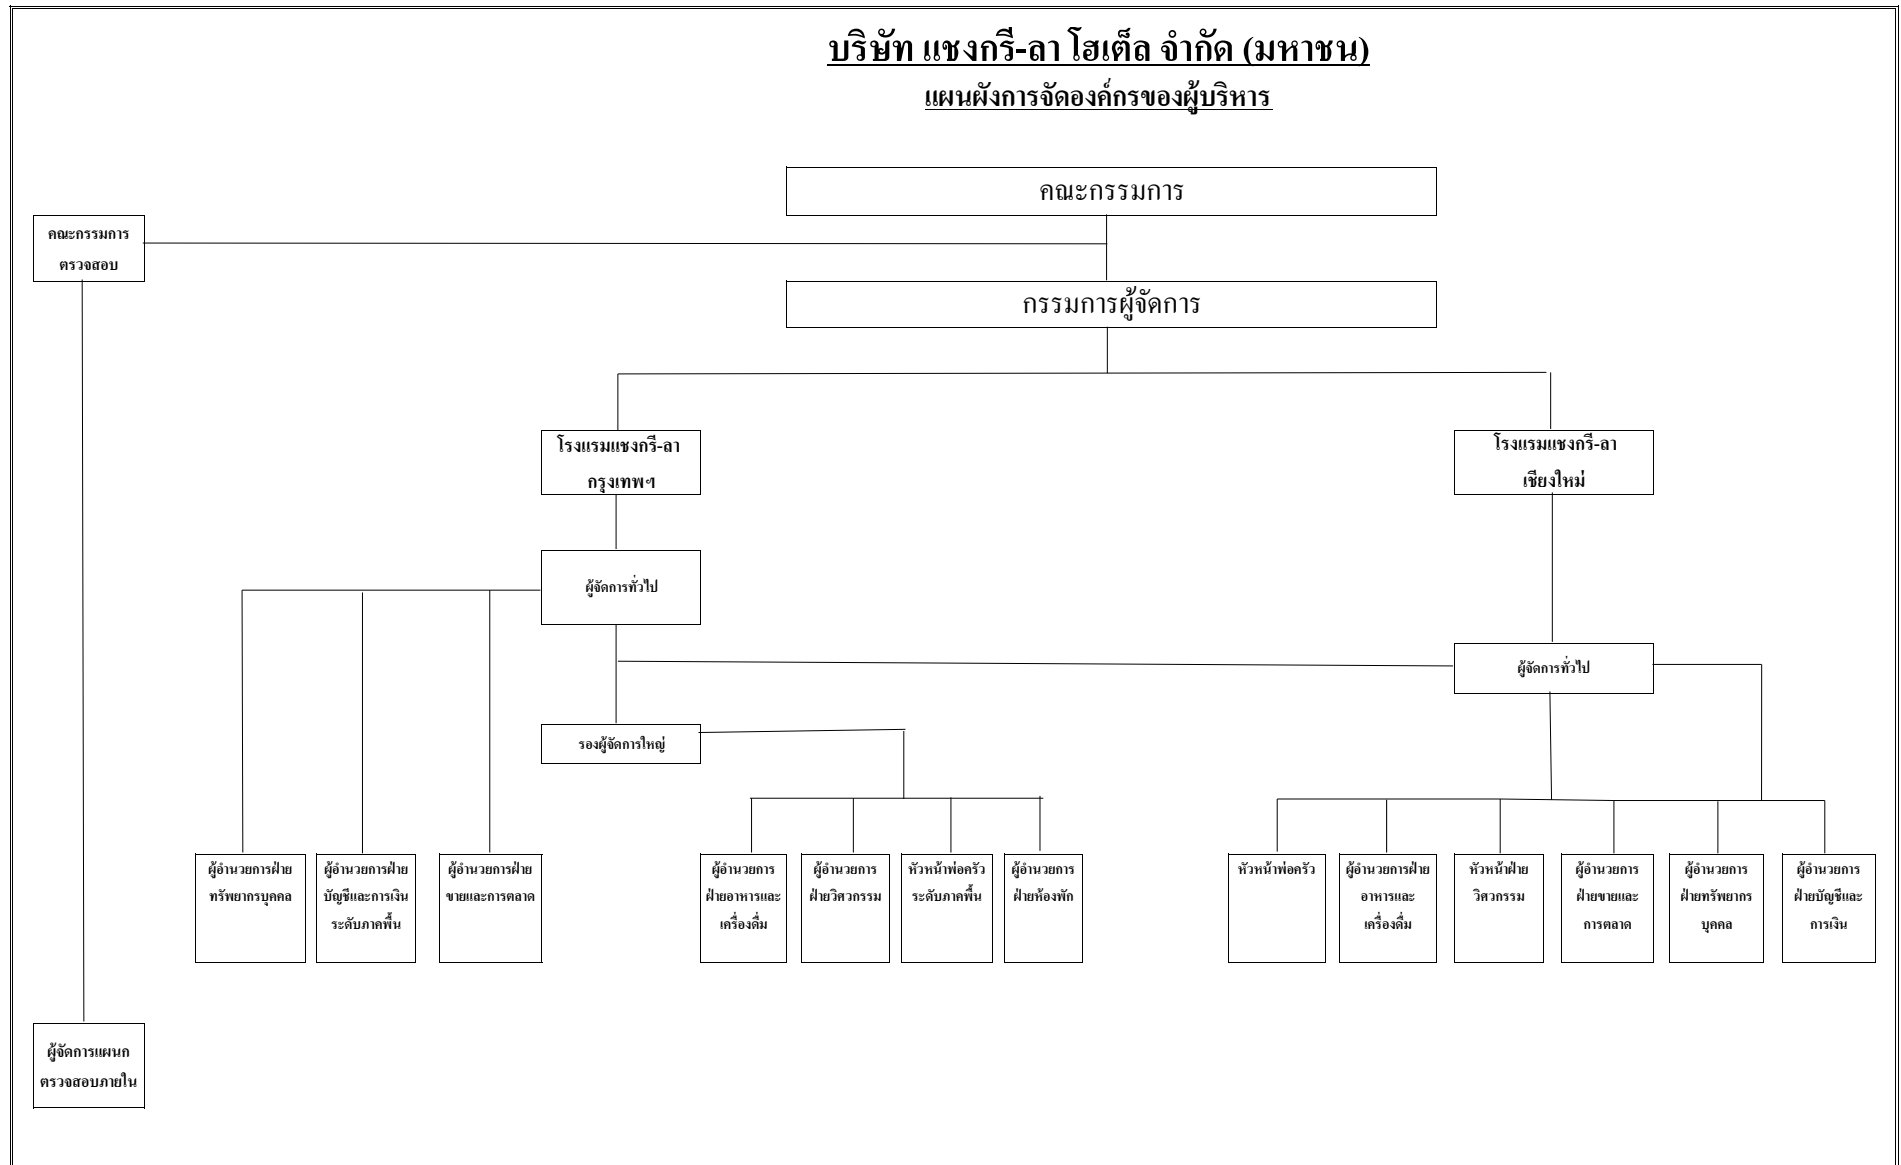 บริษัท แชงกรี-ลา โฮเต็ล จำกัด (มหาชน)
แผนผังการจัดองค์กรของผู้บริหาร
คณะกรรมการ
คณะกรรมการ
ตรวจสอบ
กรรมการผู้จัดการ
โรงแรมแชงกรี-ลา
กรุงเทพฯ
โรงแรมแชงกรี-ลา
เชียงใหม่
ผู้จัดการทั่วไป
ผู้จัดการทั่วไป
รองผู้จัดการใหญ่
ผู้อำนวยการฝ่าย
ทรัพยากรบุคคล
ผู้อำนวยการฝ่าย
บัญชีและการเงิน
ระดับภาคพื้น
ผู้อำนวยการฝ่าย
ขายและการตลาด
ผู้อำนวยการ
ฝ่ายอาหารและ
เครื่องดื่ม
ผู้อำนวยการ
ฝ่ายวิศวกรรม
หัวหน้าพ่อครัว
ระดับภาคพื้น
ผู้อำนวยการ
ฝ่ายห้องพัก
หัวหน้าพ่อครัว
ผู้อำนวยการฝ่าย
อาหารและ
เครื่องดื่ม
หัวหน้าฝ่าย
วิศวกรรม
ผู้อำนวยการ
ฝ่ายขายและ
การตลาด
ผู้อำนวยการ
ฝ่ายทรัพยากร
บุคคล
ผู้อำนวยการ
ฝ่ายบัญชีและ
การเงิน
ผู้จัดการแผนก
ตรวจสอบภายใน